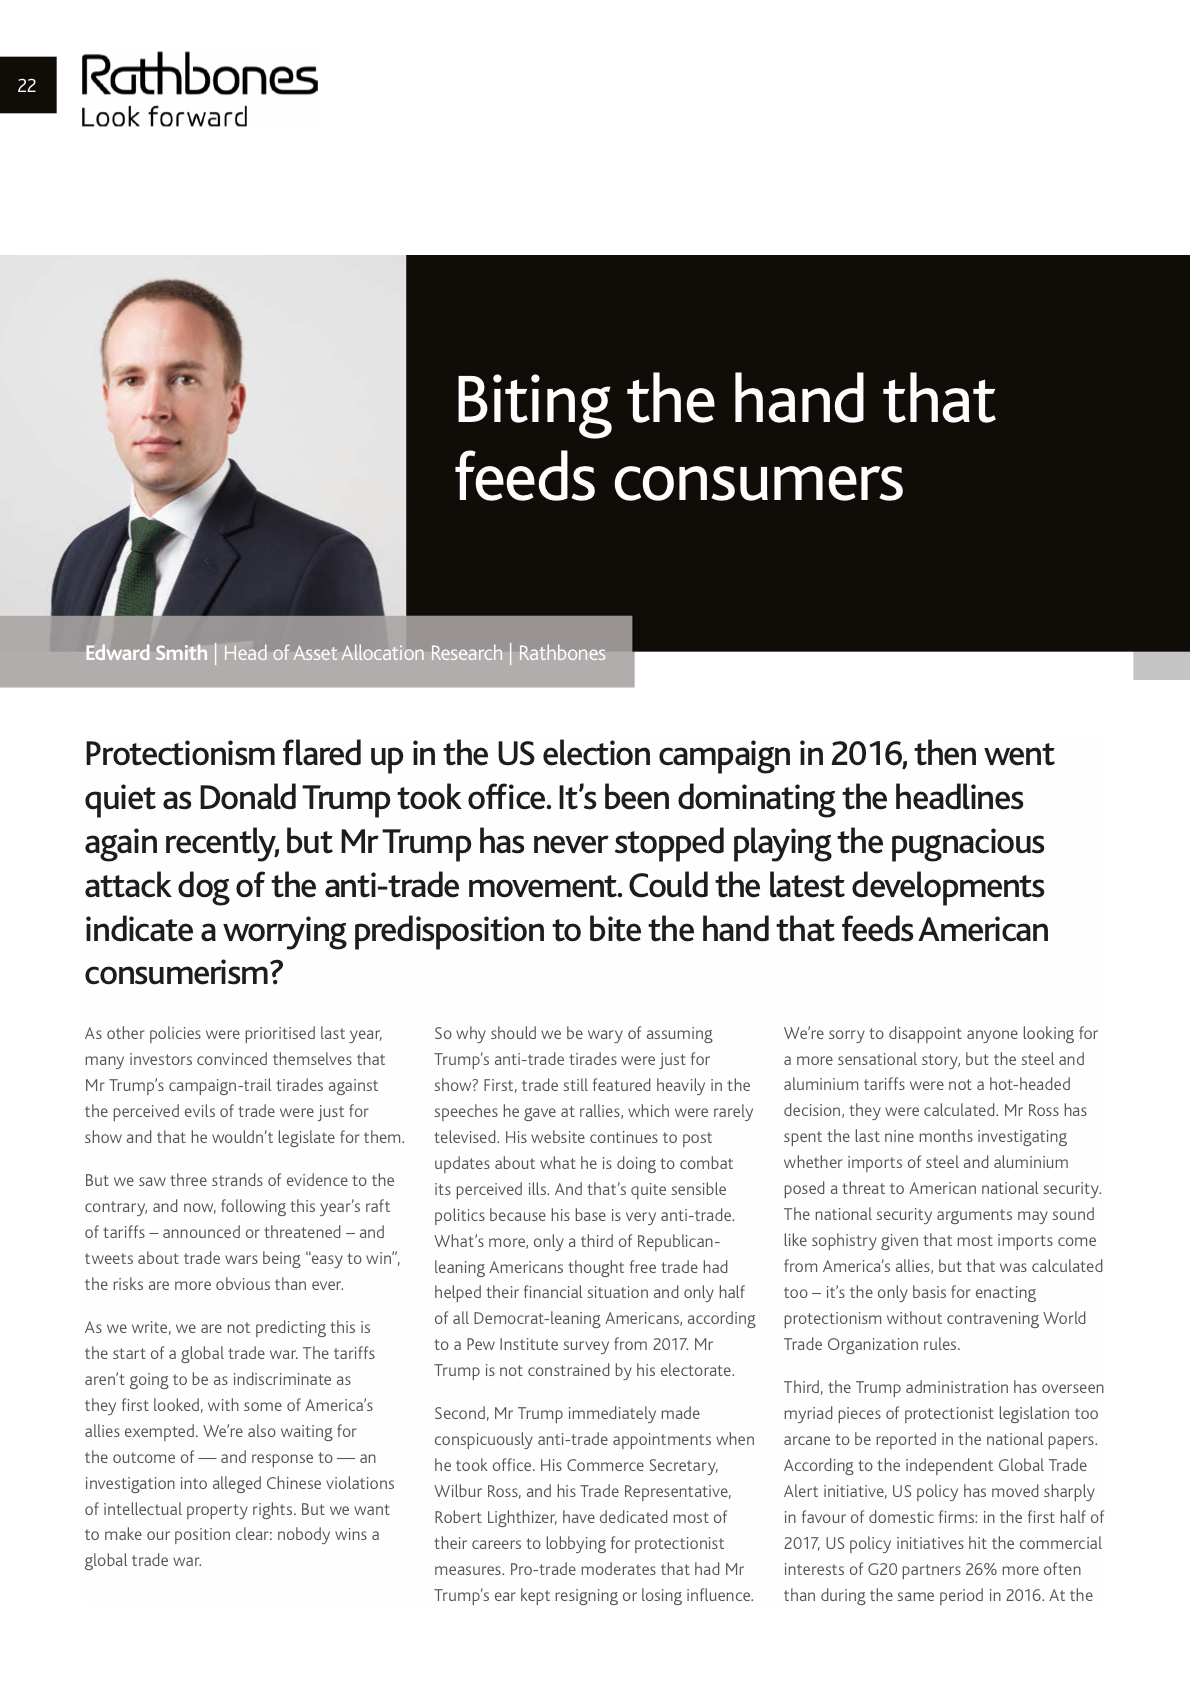 22
Rathbones
Look forward
Biting the hand that
feeds consumers
Edward Smith | Head of Asset Allocation Research | Rathbones
Protectionism flared up in the US election campaign in 2016, then went
quiet as Donald Trump took office. It’s been dominating the headlines
again recently, but Mr Trump has never stopped playing the pugnacious
attack dog of the anti-trade movement. Could the latest developments
indicate a worrying predisposition to bite the hand that feeds American
consumerism?
As other policies were prioritised last year,
many investors convinced themselves that
Mr Trump’s campaign-trail tirades against
the perceived evils of trade were just for
show and that he wouldn’t legislate for them.
But we saw three strands of evidence to the
contrary, and now, following this year’s raft
of tariffs – announced or threatened – and
tweets about trade wars being “easy to win”,
the risks are more obvious than ever.
As we write, we are not predicting this is
the start of a global trade war. The tariffs
aren’t going to be as indiscriminate as
they first looked, with some of America’s
allies exempted. We’re also waiting for
the outcome of — and response to — an
investigation into alleged Chinese violations
of intellectual property rights. But we want
to make our position clear: nobody wins a
global trade war.
So why should we be wary of assuming
Trump’s anti-trade tirades were just for
show? First, trade still featured heavily in the
speeches he gave at rallies, which were rarely
televised. His website continues to post
updates about what he is doing to combat
its perceived ills. And that’s quite sensible
politics because his base is very anti-trade.
What’s more, only a third of Republican-
leaning Americans thought free trade had
helped their financial situation and only half
of all Democrat-leaning Americans, according
to a Pew Institute survey from 2017. Mr
Trump is not constrained by his electorate.
Second, Mr Trump immediately made
conspicuously anti-trade appointments when
he took office. His Commerce Secretary,
Wilbur Ross, and his Trade Representative,
Robert Lighthizer, have dedicated most of
their careers to lobbying for protectionist
measures. Pro-trade moderates that had Mr
Trump’s ear kept resigning or losing influence.
We’re sorry to disappoint anyone looking for
a more sensational story, but the steel and
aluminium tariffs were not a hot-headed
decision, they were calculated. Mr Ross has
spent the last nine months investigating
whether imports of steel and aluminium
posed a threat to American national security.
The national security arguments may sound
like sophistry given that most imports come
from America’s allies, but that was calculated
too – it’s the only basis for enacting
protectionism without contravening World
Trade Organization rules.
Third, the Trump administration has overseen
myriad pieces of protectionist legislation too
arcane to be reported in the national papers.
According to the independent Global Trade
Alert initiative, US policy has moved sharply
in favour of domestic firms: in the first half of
2017, US policy initiatives hit the commercial
interests of G20 partners 26% more often
than during the same period in 2016. At the